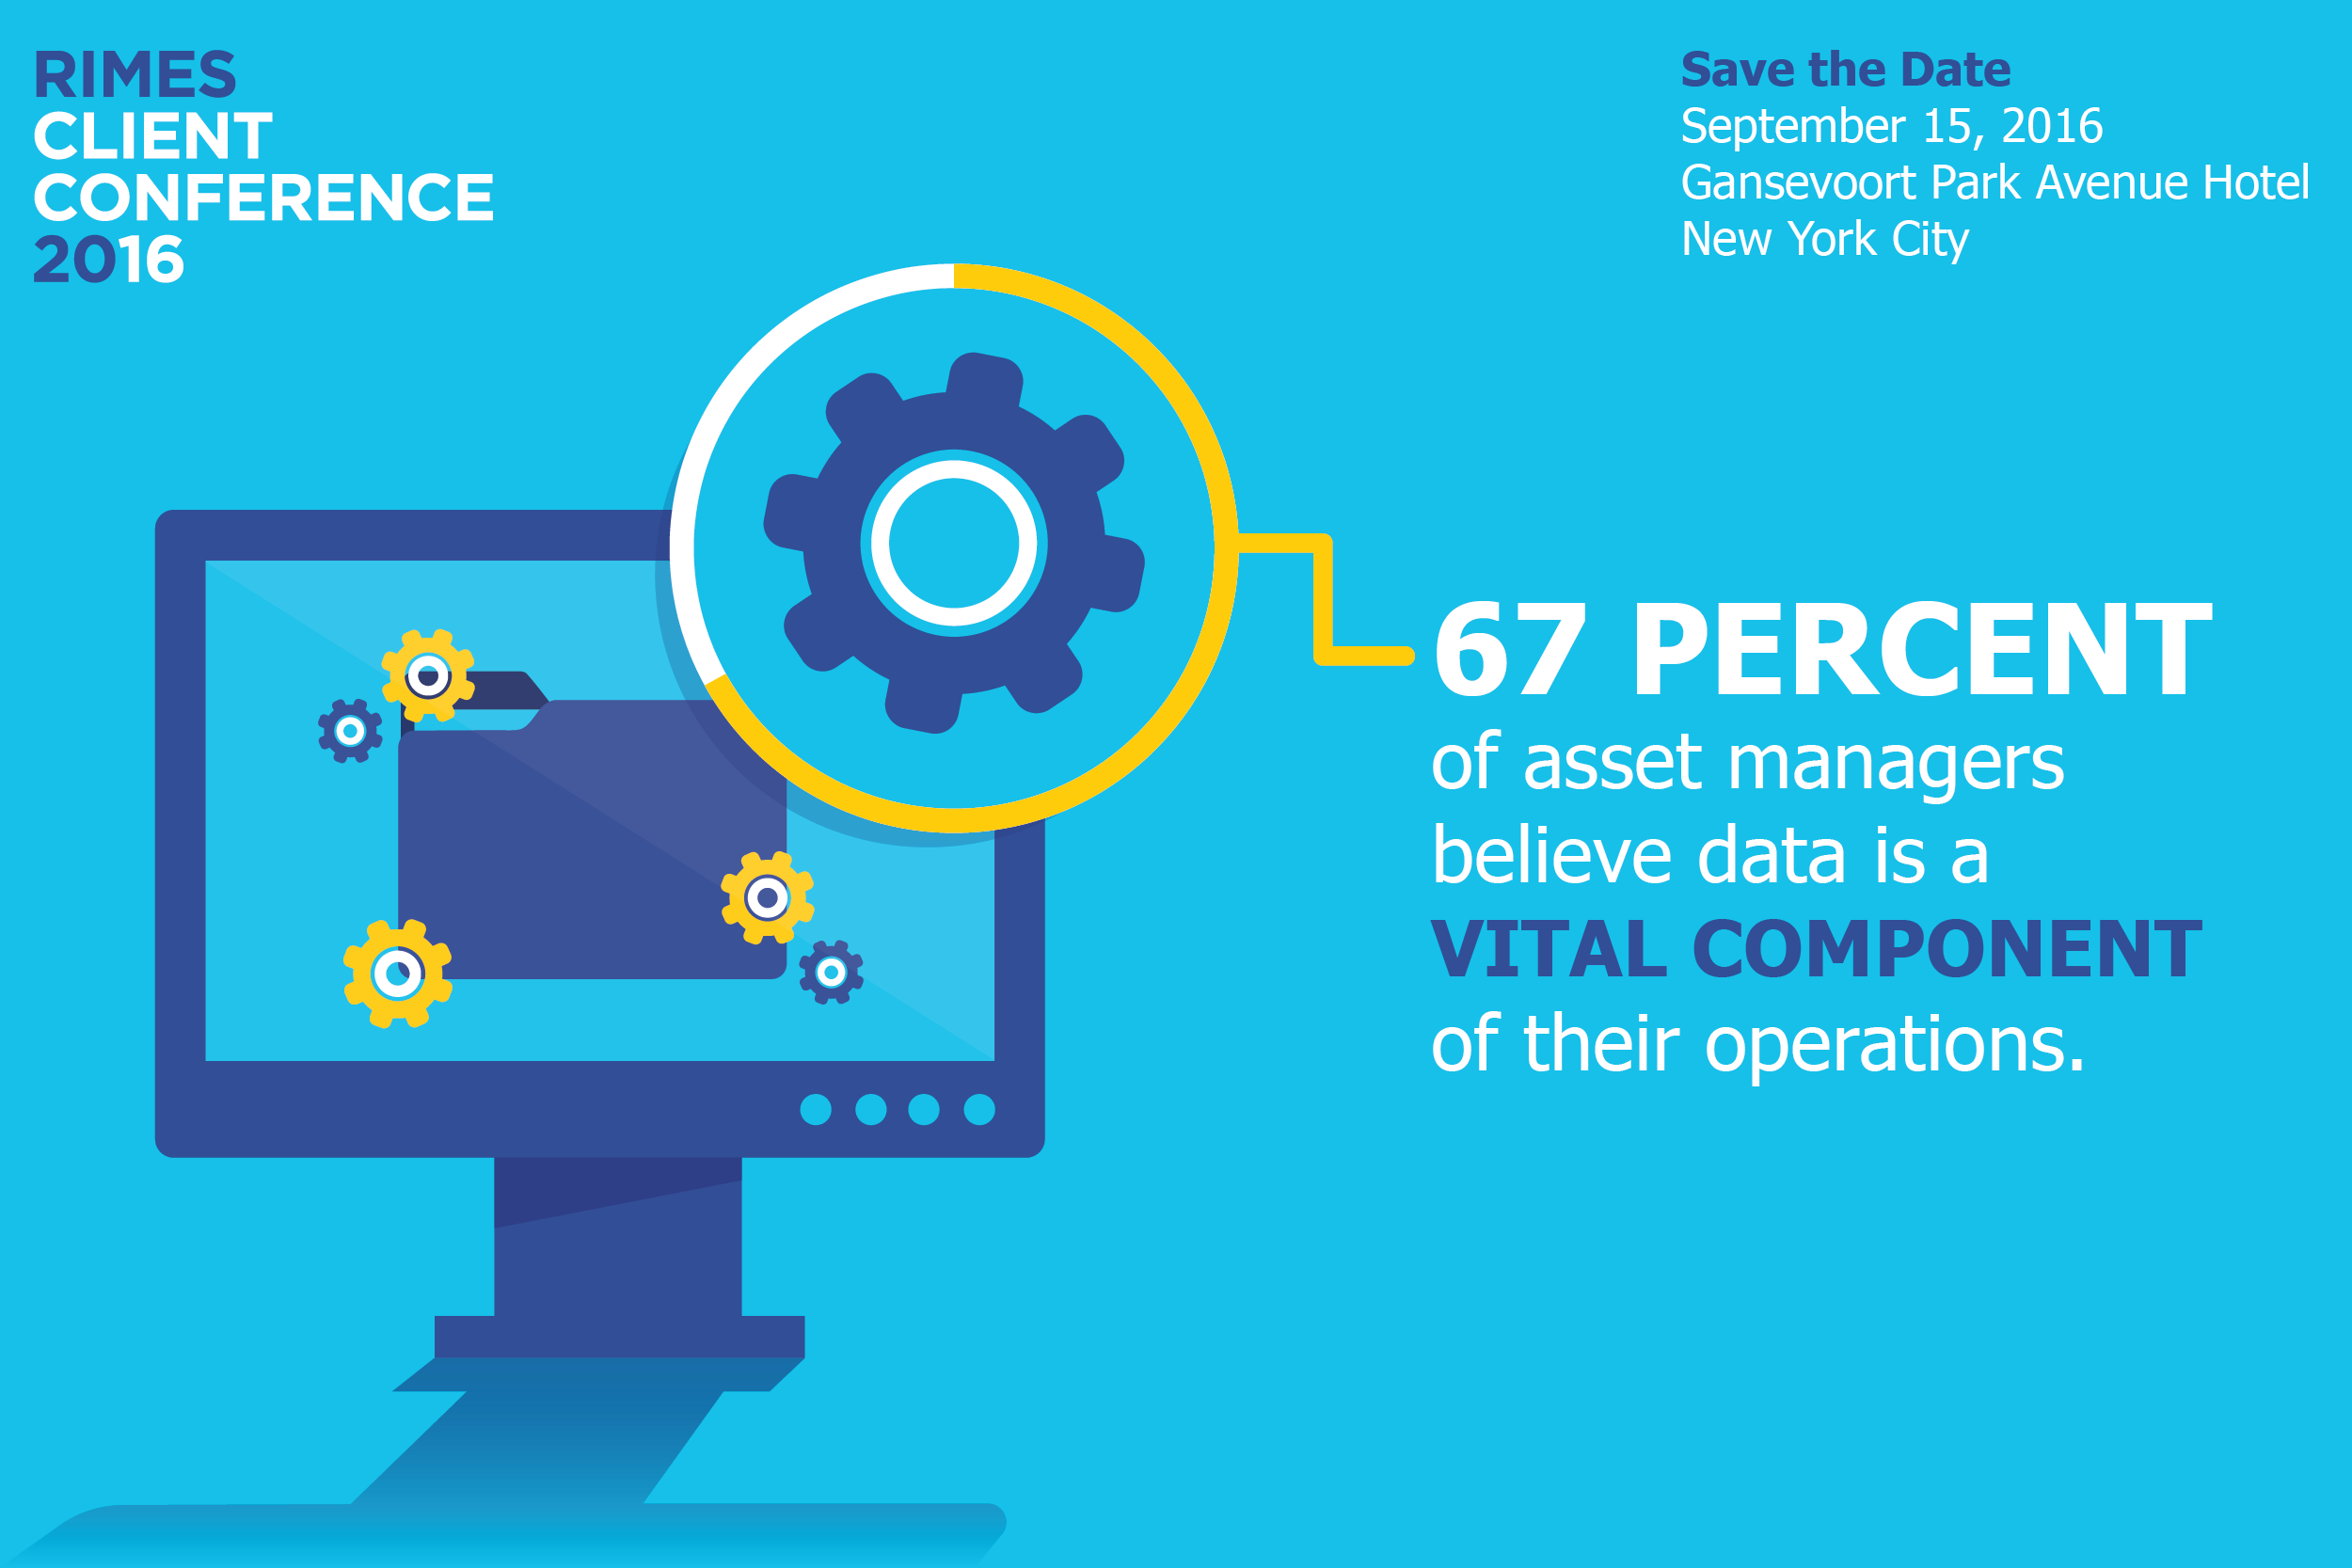 RIMES
CLIENT
CONFERENCE
2016
Save the Date
September 15, 2016
Gansevoort Park Avenue Hotel
New York City
67 PERCENT
of asset managers
believe data is a
VITAL COMPONENT
of their operations.